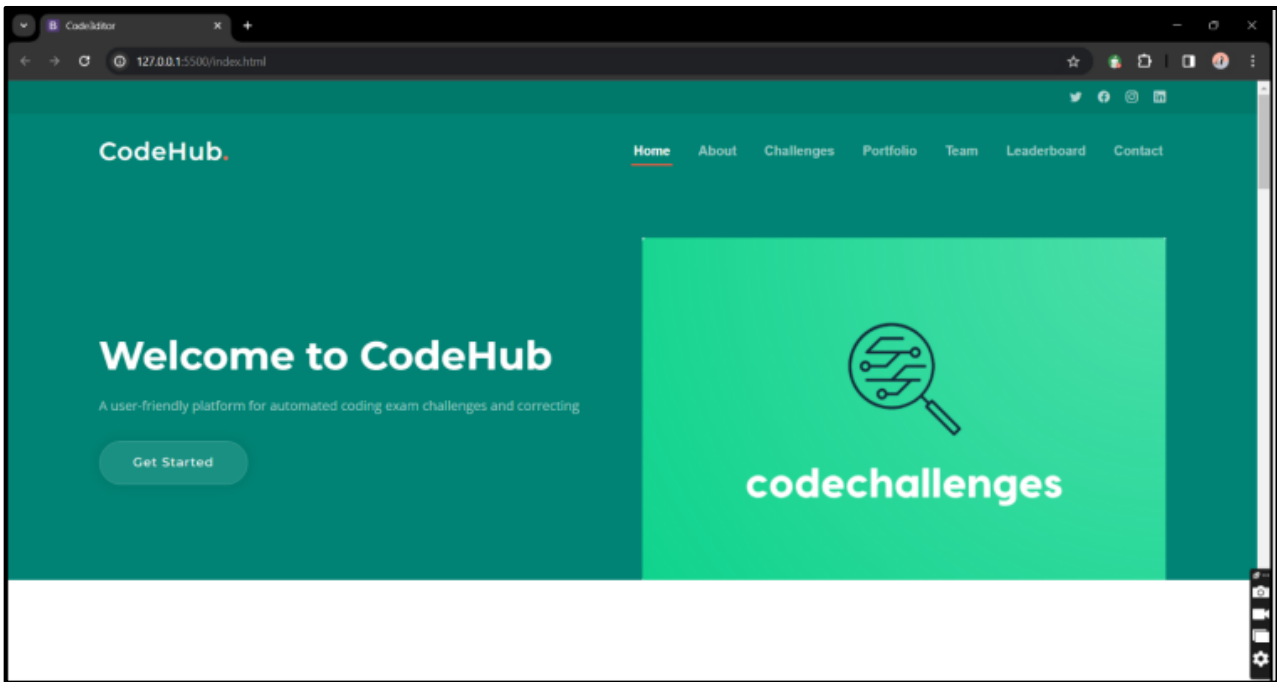 CodeEditor
127.0.0.1:5500/index.html
CodeHub.
Home About Challenges Portfolio Team Leaderboard Contact
Welcome to CodeHub
A user-friendly platform for automated coding exam challenges and correcting
Get Started
codechallenges